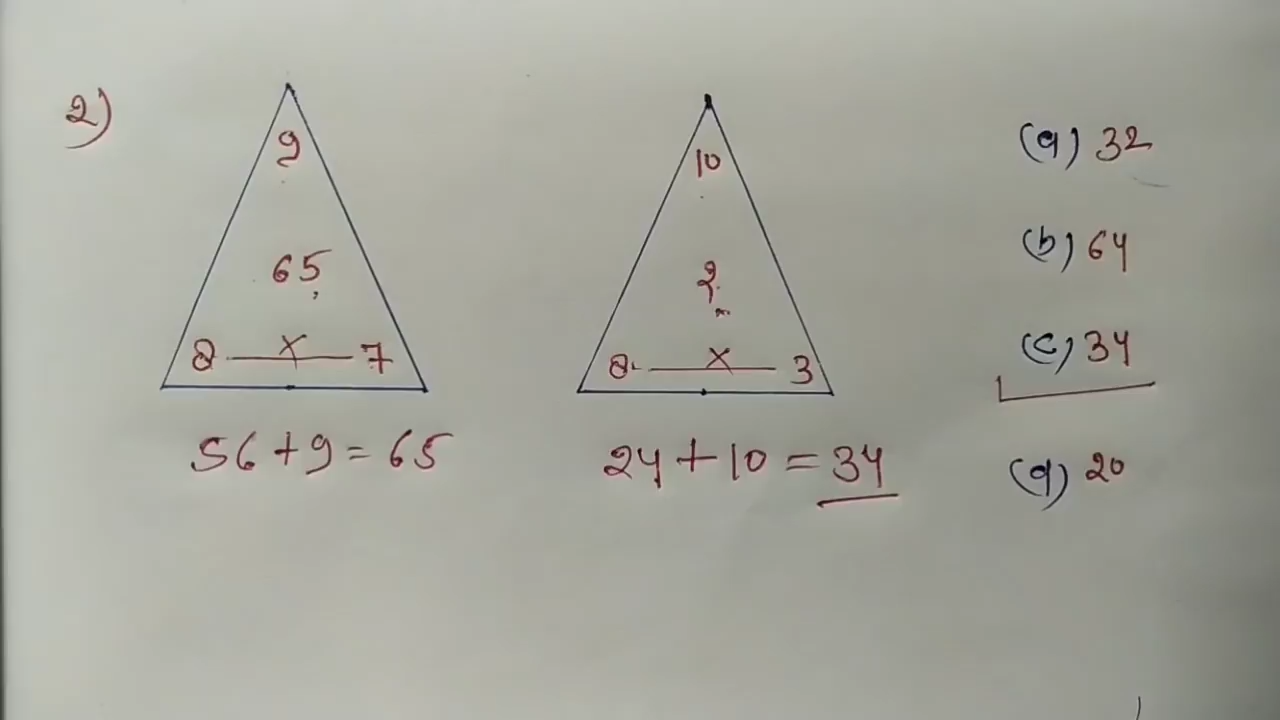 2)
9
65
8 × 7
56+9=65
10
?
8 × 3
24+10=34
(a) 32
(b) 64
(c) 34
(d) 20